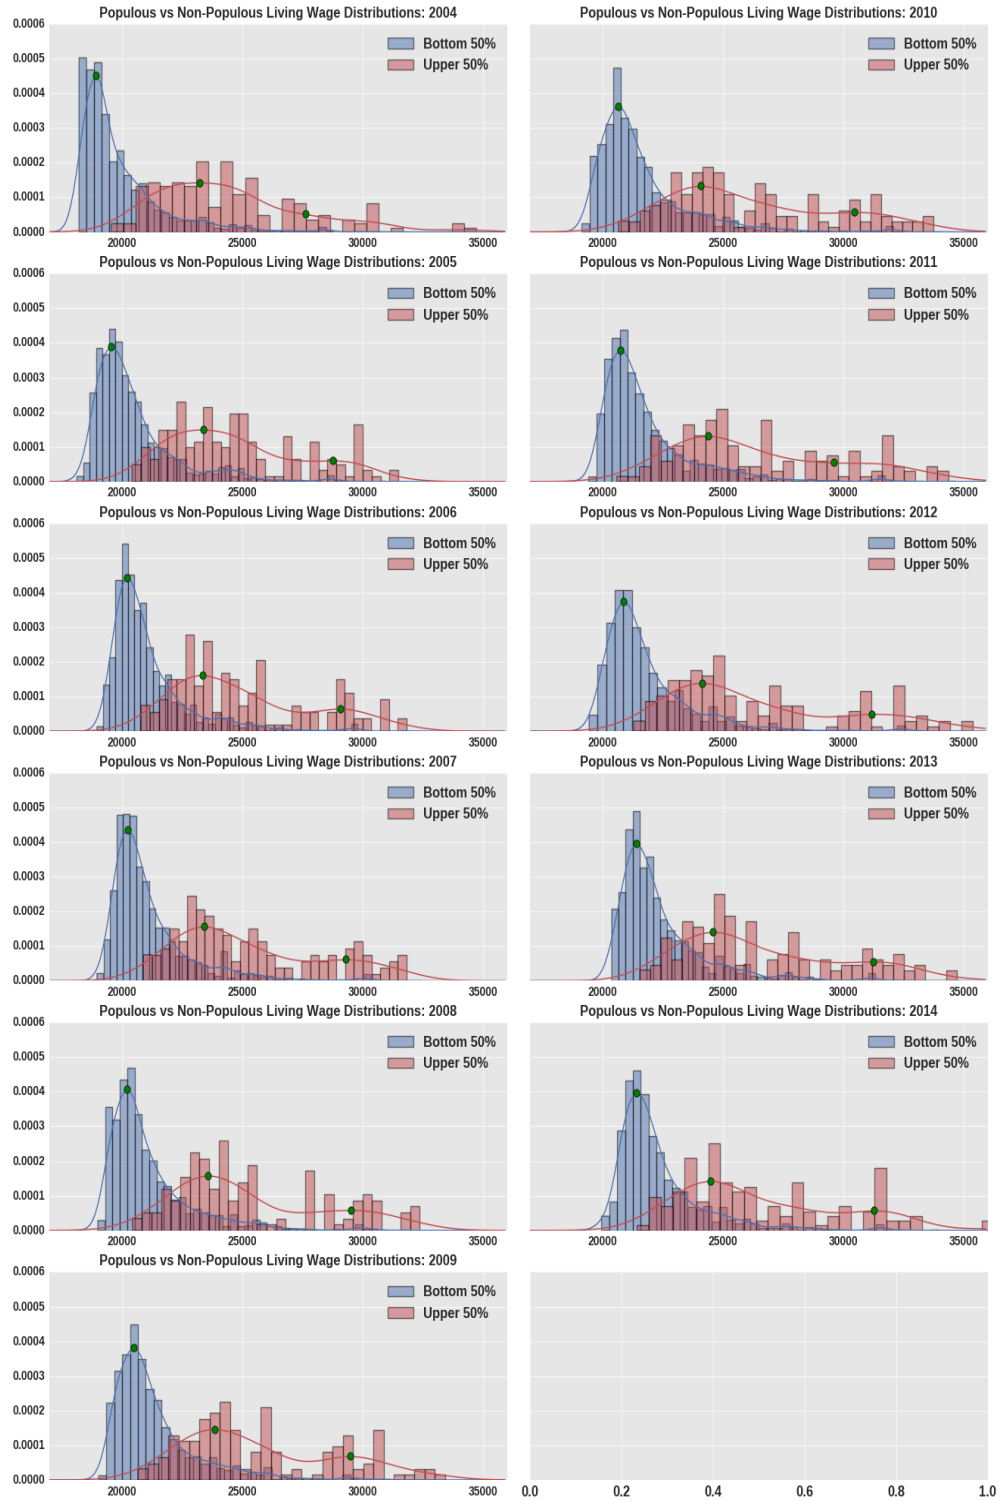 Populous vs Non-Populous Living Wage Distributions: 2004
0.0006
0.0005
0.0004
0.0003
0.0002
0.0001
0.0000
Bottom 50%
Upper 50%
20000 25000 30000 35000
Populous vs Non-Populous Living Wage Distributions: 2010
Bottom 50%
Upper 50%
20000 25000 30000 35000
Populous vs Non-Populous Living Wage Distributions: 2005
0.0006
0.0005
0.0004
0.0003
0.0002
0.0001
0.0000
Bottom 50%
Upper 50%
20000 25000 30000 35000
Populous vs Non-Populous Living Wage Distributions: 2011
Bottom 50%
Upper 50%
20000 25000 30000 35000
Populous vs Non-Populous Living Wage Distributions: 2006
0.0006
0.0005
0.0004
0.0003
0.0002
0.0001
0.0000
Bottom 50%
Upper 50%
20000 25000 30000 35000
Populous vs Non-Populous Living Wage Distributions: 2012
Bottom 50%
Upper 50%
20000 25000 30000 35000
Populous vs Non-Populous Living Wage Distributions: 2007
0.0006
0.0005
0.0004
0.0003
0.0002
0.0001
0.0000
Bottom 50%
Upper 50%
20000 25000 30000 35000
Populous vs Non-Populous Living Wage Distributions: 2013
Bottom 50%
Upper 50%
20000 25000 30000 35000
Populous vs Non-Populous Living Wage Distributions: 2008
0.0006
0.0005
0.0004
0.0003
0.0002
0.0001
0.0000
Bottom 50%
Upper 50%
20000 25000 30000 35000
Populous vs Non-Populous Living Wage Distributions: 2014
Bottom 50%
Upper 50%
20000 25000 30000 35000
Populous vs Non-Populous Living Wage Distributions: 2009
0.0006
0.0005
0.0004
0.0003
0.0002
0.0001
0.0000
Bottom 50%
Upper 50%
20000 25000 30000 35000
0.0 0.2 0.4 0.6 0.8 1.0